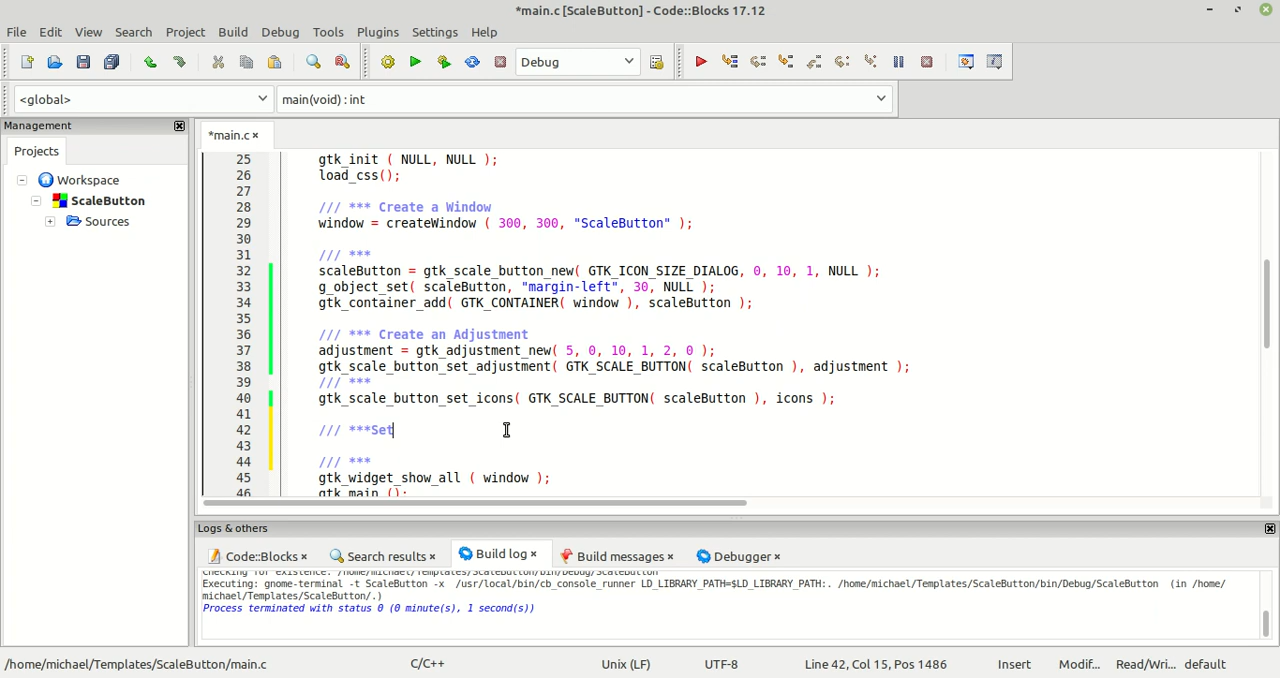 *main.c [ScaleButton] - Code::Blocks 17.12
File Edit View Search Project Build Debug Tools Plugins Settings Help
Debug
<global> main(void) : int
Management
Projects
Workspace
ScaleButton
Sources
*main.c
25 gtk_init ( NULL, NULL );
26 load_css();
27
28 /// *** Create a Window
29 window = createWindow ( 300, 300, "ScaleButton" );
30
31 /// ***
32 scaleButton = gtk_scale_button_new( GTK_ICON_SIZE_DIALOG, 0, 10, 1, NULL );
33 g_object_set( scaleButton, "margin-left", 30, NULL );
34 gtk_container_add( GTK_CONTAINER( window ), scaleButton );
35
36 /// *** Create an Adjustment
37 adjustment = gtk_adjustment_new( 5, 0, 10, 1, 2, 0 );
38 gtk_scale_button_set_adjustment( GTK_SCALE_BUTTON( scaleButton ), adjustment );
39 /// ***
40 gtk_scale_button_set_icons( GTK_SCALE_BUTTON( scaleButton ), icons );
41
42 /// ***Set
43
44 /// ***
45 gtk_widget_show_all ( window );
46 gtk_main ();
Logs & others
Code::Blocks Search results Build log Build messages Debugger
Checking for existence: /home/michael/Templates/ScaleButton/bin/Debug/ScaleButton
Executing: gnome-terminal -t ScaleButton -x /usr/local/bin/cb_console_runner LD_LIBRARY_PATH=$LD_LIBRARY_PATH:. /home/michael/Templates/ScaleButton/bin/Debug/ScaleButton (in /home/
michael/Templates/ScaleButton/.)
Process terminated with status 0 (0 minute(s), 1 second(s))
/home/michael/Templates/ScaleButton/main.c C/C++ Unix (LF) UTF-8 Line 42, Col 15, Pos 1486 Insert Modif... Read/Wri... default